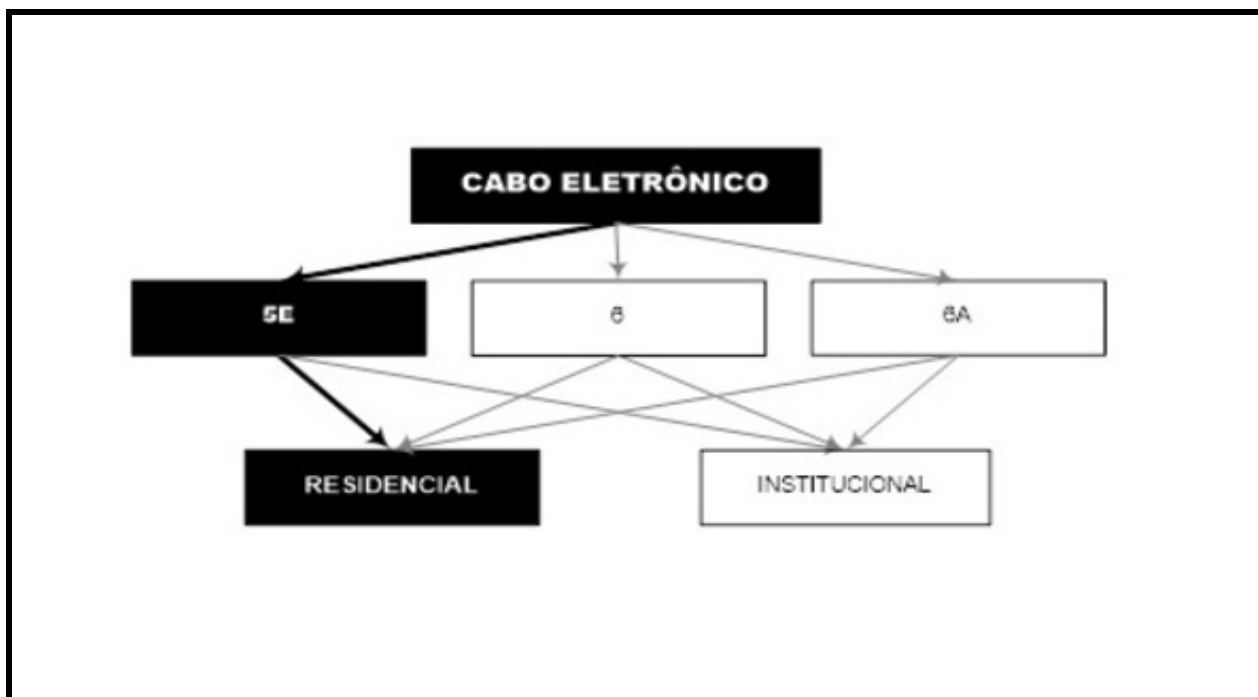 CABO ELETRÔNICO
5E
6
6A
RESIDENCIAL
INSTITUCIONAL